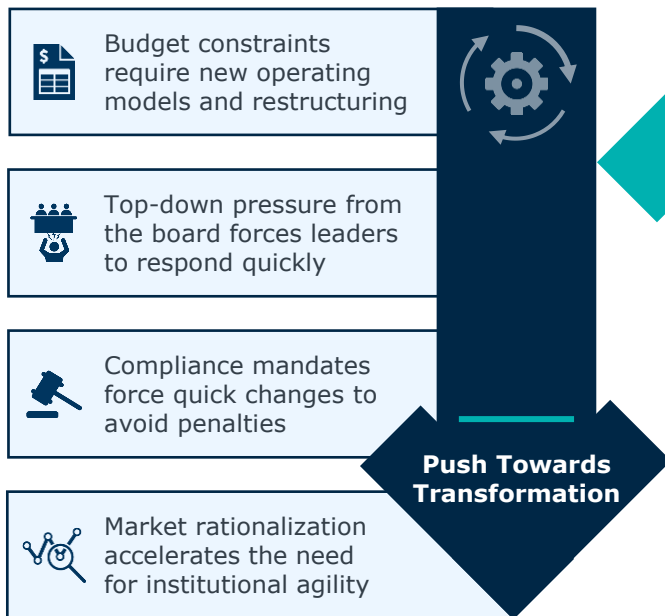 $
Budget constraints
require new operating
models and restructuring
Top-down pressure from
the board forces leaders
to respond quickly
Compliance mandates
force quick changes to
avoid penalties
Push Towards
Transformation
Market rationalization
accelerates the need
for institutional agility